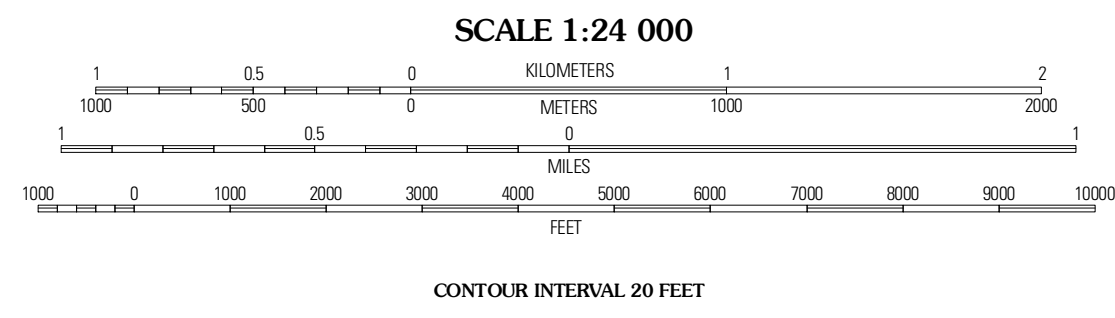 SCALE 1:24 000
1 0.5 0 KILOMETERS 1 2
1000 500 0 METERS 1000 2000
1 0.5 0 1
MILES
1000 0 1000 2000 3000 4000 5000 6000 7000 8000 9000 10000
FEET
CONTOUR INTERVAL 20 FEET